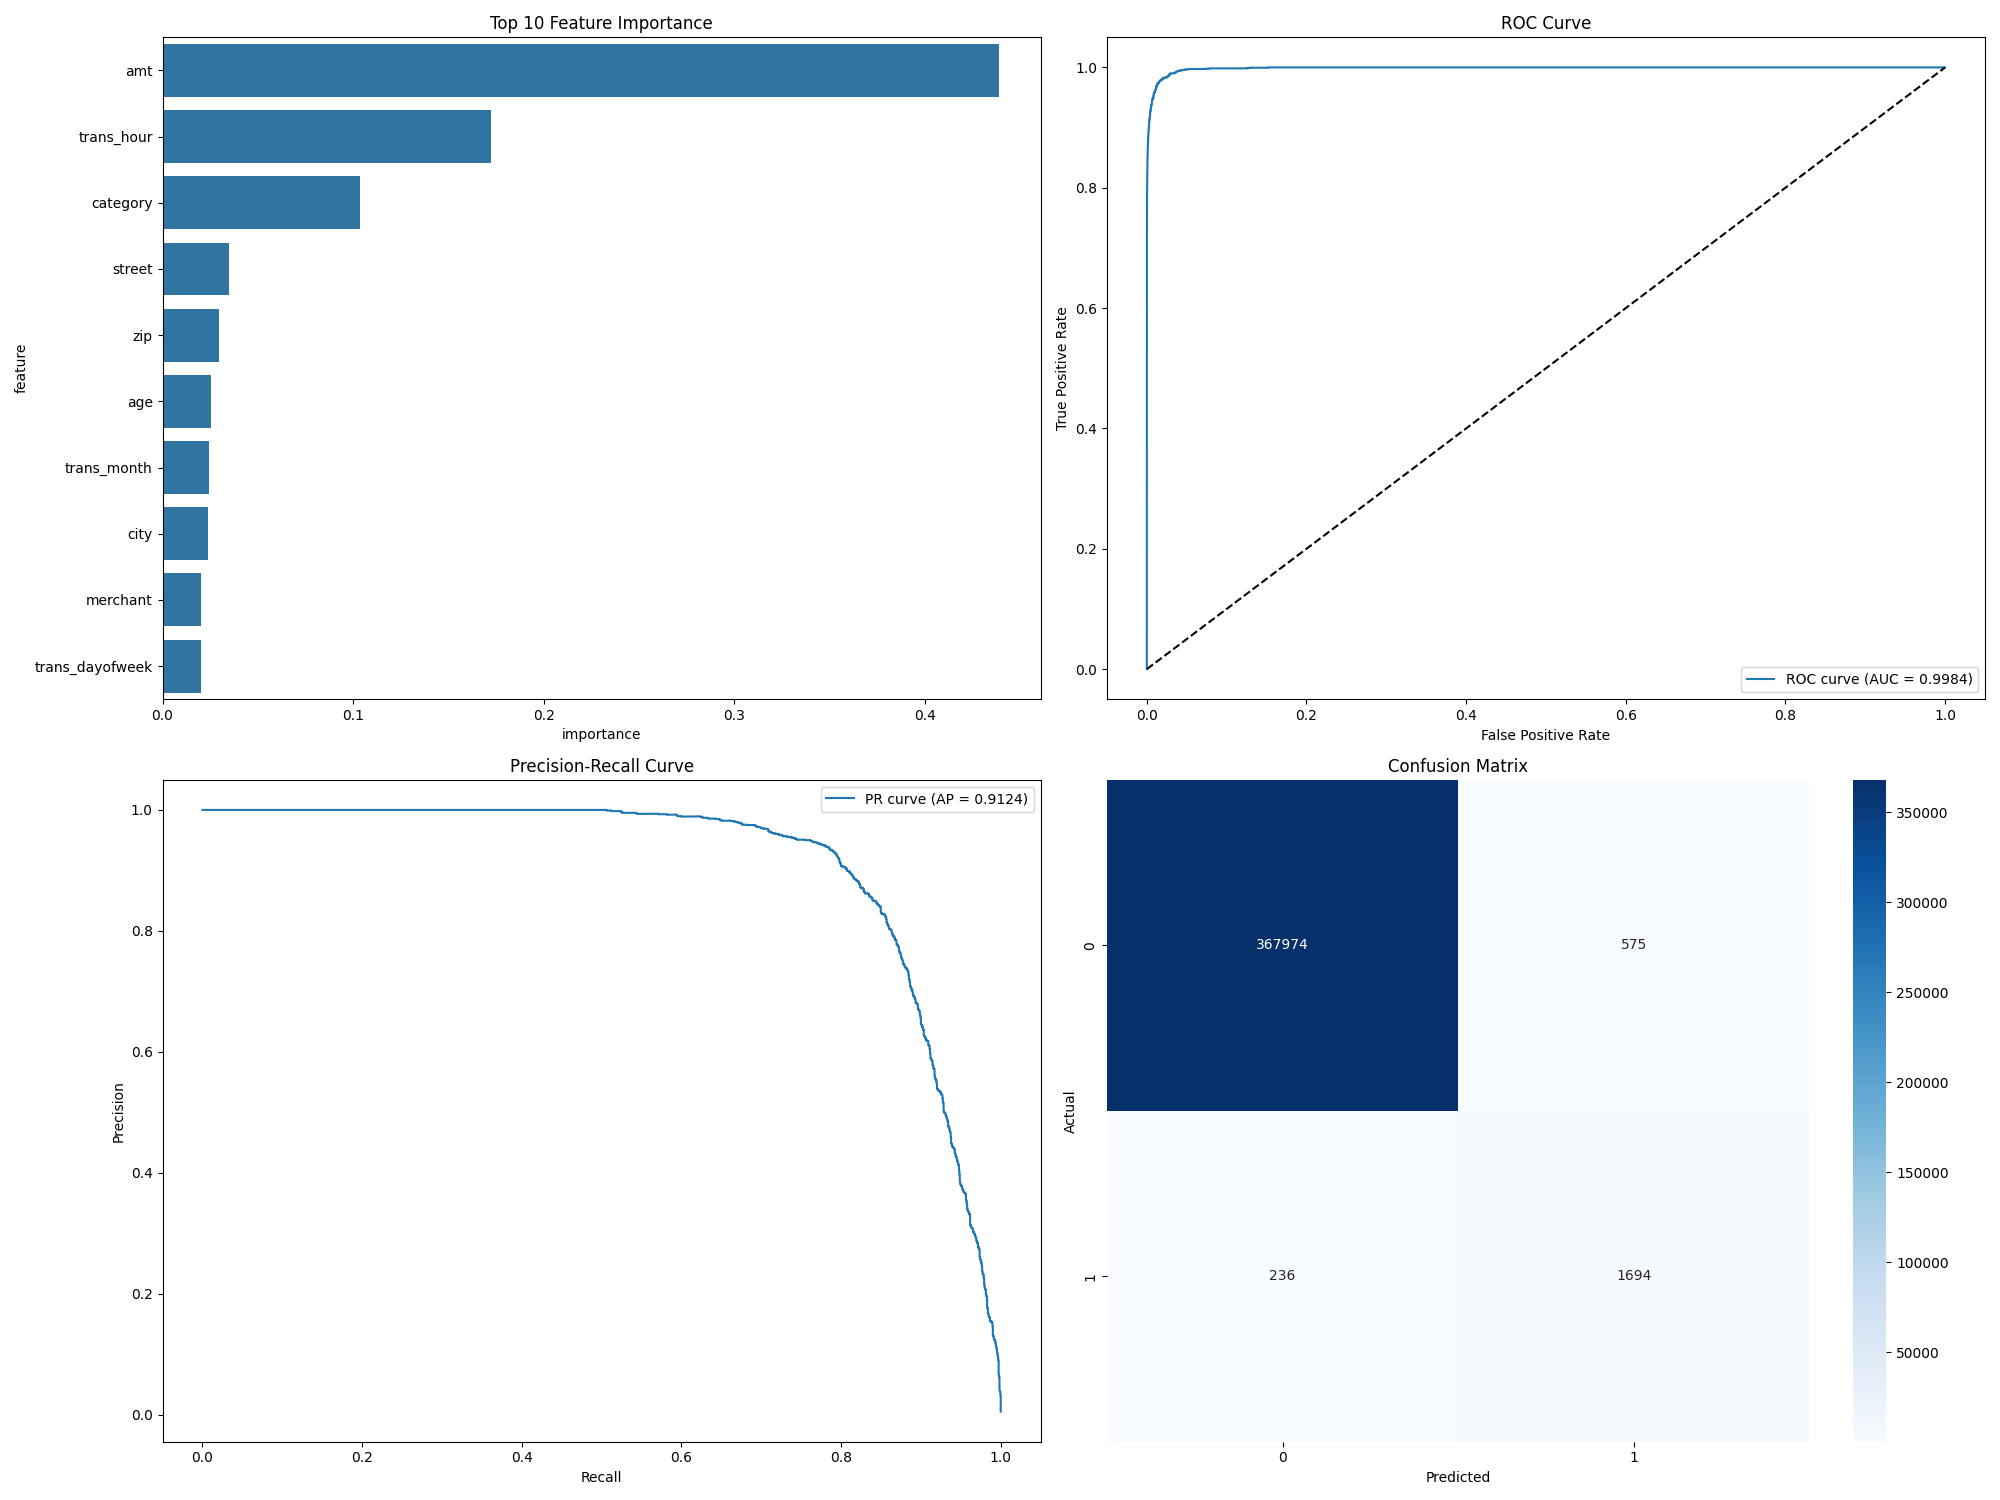 Top 10 Feature Importance
feature
amt
trans_hour
category
street
zip
age
trans_month
city
merchant
trans_dayofweek
0.0 0.1 0.2 0.3 0.4
importance
ROC Curve
True Positive Rate
1.0
0.8
0.6
0.4
0.2
0.0
ROC curve (AUC = 0.9984)
0.0 0.2 0.4 0.6 0.8 1.0
False Positive Rate
Precision-Recall Curve
PR curve (AP = 0.9124)
Precision
1.0
0.8
0.6
0.4
0.2
0.0
0.0 0.2 0.4 0.6 0.8 1.0
Recall
Confusion Matrix
Actual
0
367974 575
1
236 1694
0 1
Predicted
350000
300000
250000
200000
150000
100000
50000